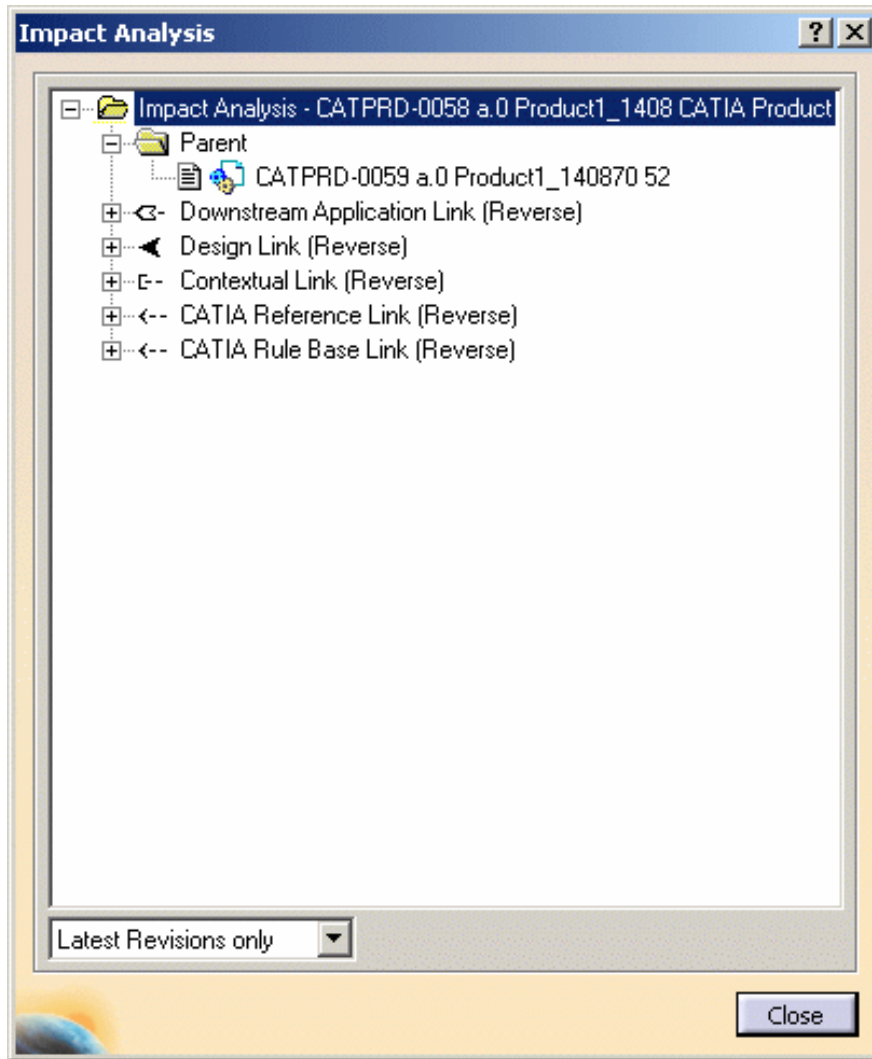 Impact Analysis
Impact Analysis - CATPRD-0058 a.0 Product1_1408 CATIA Product
Parent
CATPRD-0059 a.0 Product1_140870 52
Downstream Application Link (Reverse)
Design Link (Reverse)
Contextual Link (Reverse)
CATIA Reference Link (Reverse)
CATIA Rule Base Link (Reverse)
Latest Revisions only
Close